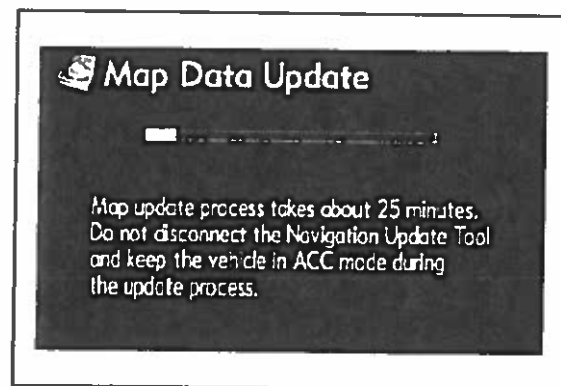 Map Data Update
Map update process takes about 25 minutes.
Do not disconnect the Navigation Update Tool
and keep the vehicle in ACC mode during
the update process.